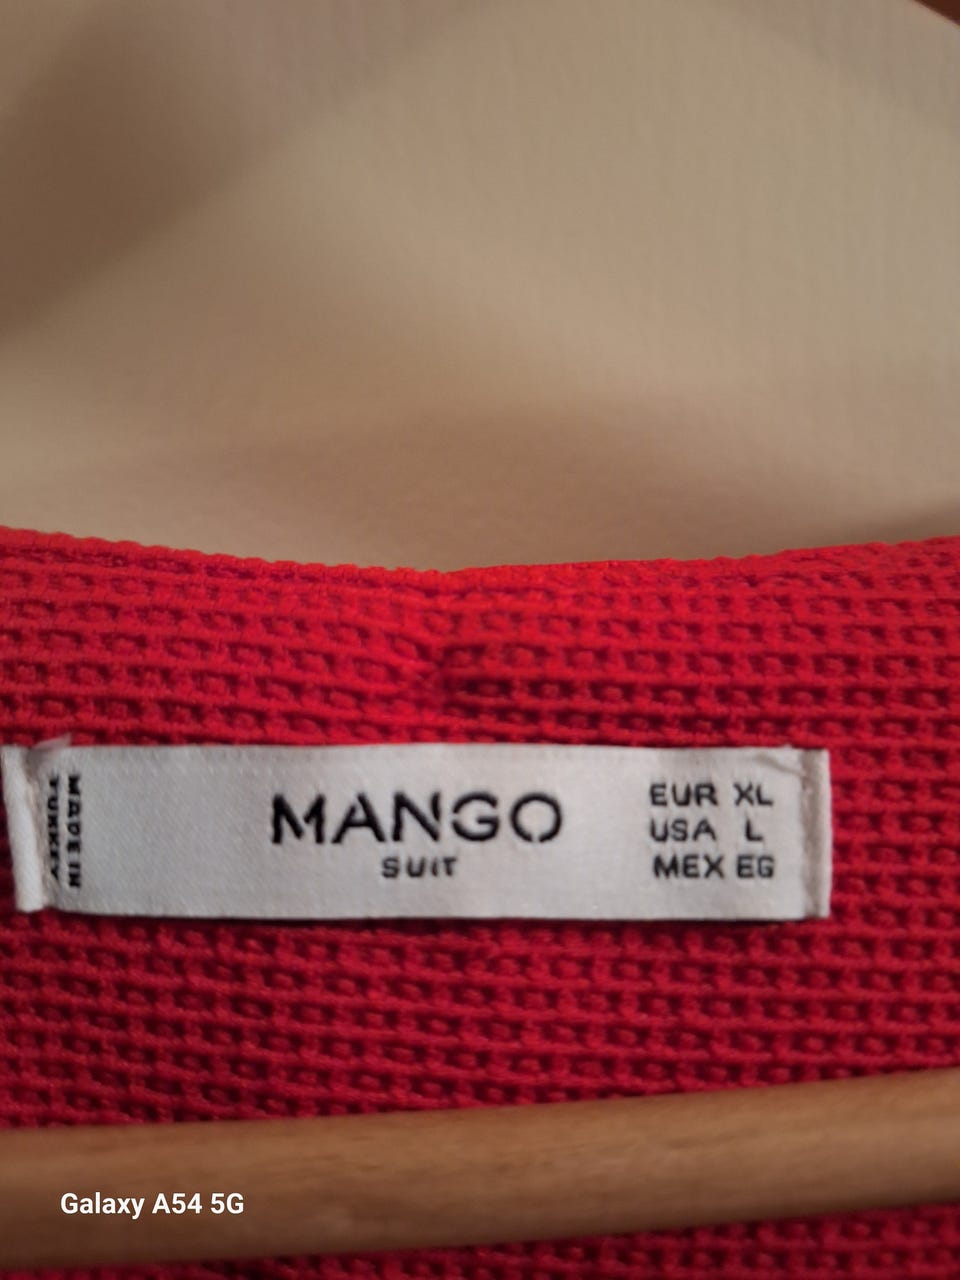 MADE IN
TURKEY
MANGO
SUIT
EUR XL
USA L
MEX EG
Galaxy A54 5G